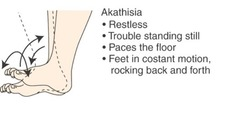 Akathisia
• Restless
• Trouble standing still
• Paces the floor
• Feet in costant motion,
rocking back and forth